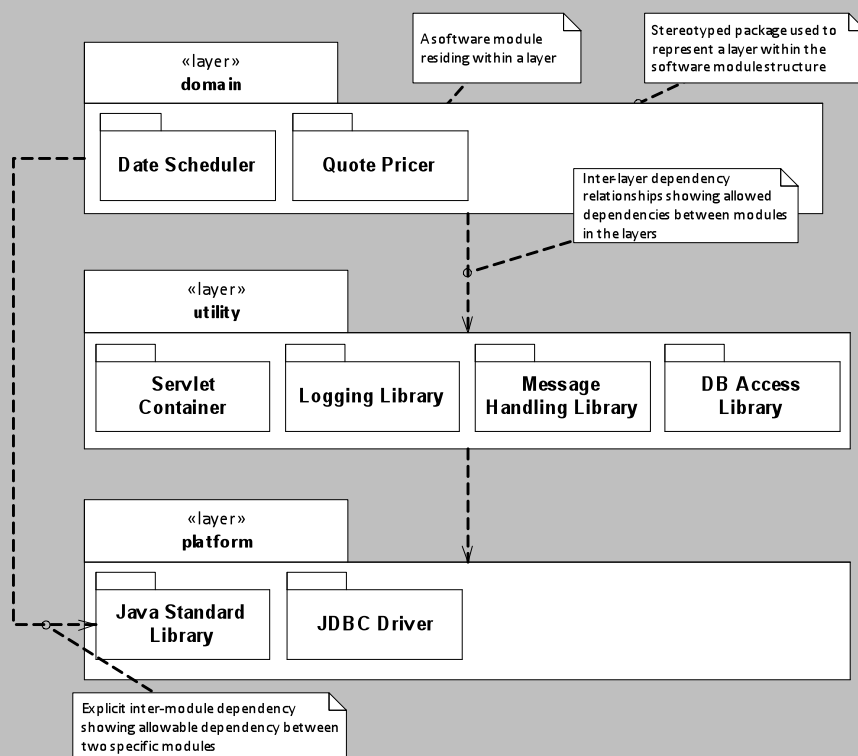 A software module
residing within a layer
Stereotyped package used to
represent a layer within the
software module structure
«layer»
domain
Date Scheduler
Quote Pricer
Inter-layer dependency
relationships showing allowed
dependencies between modules
in the layers
«layer»
utility
Servlet
Container
Logging Library
Message
Handling Library
DB Access
Library
«layer»
platform
Java Standard
Library
JDBC Driver
Explicit inter-module dependency
showing allowable dependency between
two specific modules